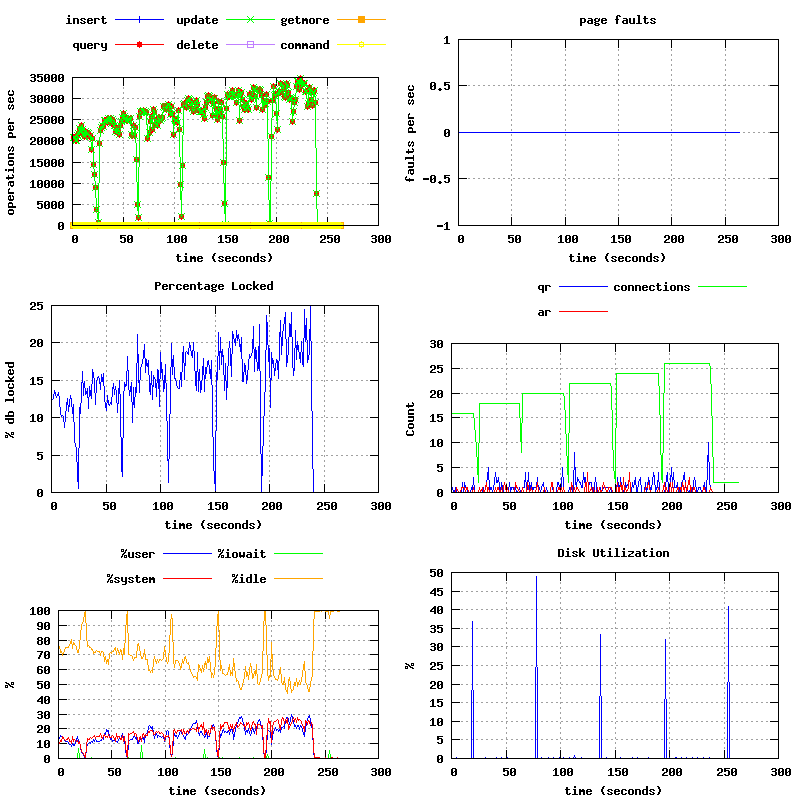 insert update getmore
query delete command
operations per sec
35000
30000
25000
20000
15000
10000
5000
0
0 50 100 150 200 250 300
time (seconds)
page faults
faults per sec
1
0.5
0
-0.5
-1
0 50 100 150 200 250 300
time (seconds)
Percentage Locked
% db locked
25
20
15
10
5
0
0 50 100 150 200 250 300
time (seconds)
qr connections
ar
Count
30
25
20
15
10
5
0
0 50 100 150 200 250 300
time (seconds)
%user %iowait
%system %idle
%
100
90
80
70
60
50
40
30
20
10
0
0 50 100 150 200 250 300
time (seconds)
Disk Utilization
%
50
45
40
35
30
25
20
15
10
5
0
0 50 100 150 200 250 300
time (seconds)